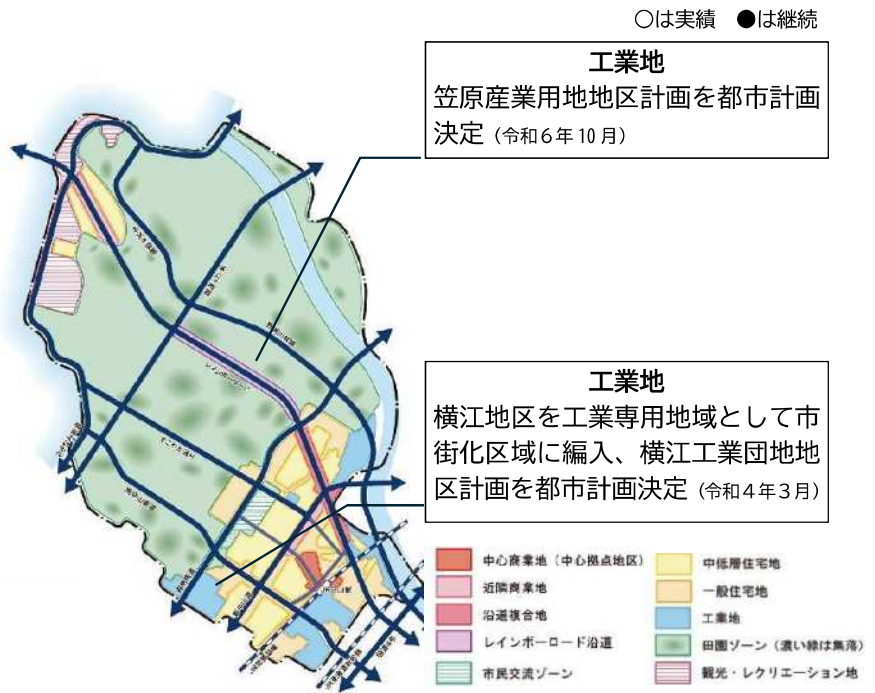 ○は実績　●は継続
工業地
笠原産業用地地区計画を都市計画
決定（令和6年10月）
工業地
横江地区を工業専用地域として市
街化区域に編入、横江工業団地地
区計画を都市計画決定（令和4年3月）
レインボーロード
中心商業地（中心拠点地区）
近隣商業地
沿道複合地
レインボーロード沿道
市民交流ゾーン
中低層住宅地
一般住宅地
工業地
田園ゾーン（濃い緑は集落）
観光・レクリエーション地